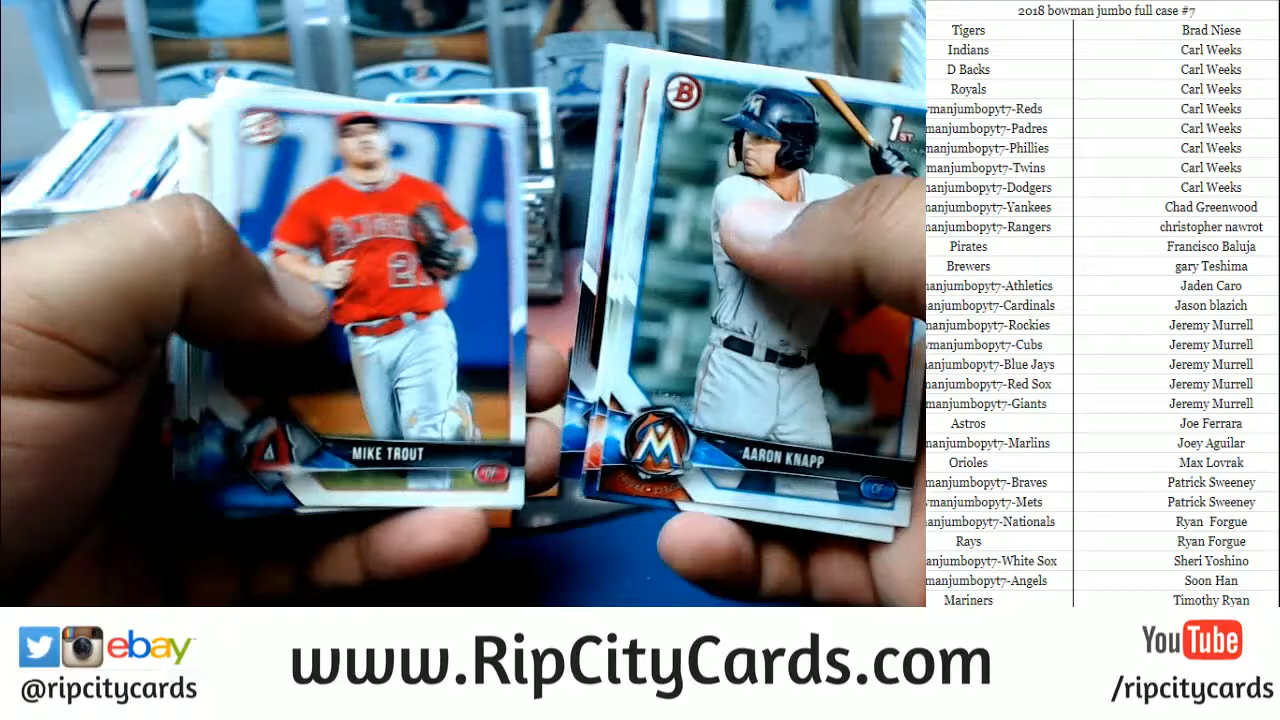 2018 bowman jumbo full case #7
Tigers Brad Niese
Indians Carl Weeks
D Backs Carl Weeks
Royals Carl Weeks
manjumbopyt7-Reds Carl Weeks
manjumbopyt7-Padres Carl Weeks
manjumbopyt7-Phillies Carl Weeks
manjumbopyt7-Twins Carl Weeks
manjumbopyt7-Dodgers Carl Weeks
manjumbopyt7-Yankees Chad Greenwood
manjumbopyt7-Rangers christopher nawrot
Pirates Francisco Baluja
Brewers gary Teshima
manjumbopyt7-Athletics Jaden Caro
manjumbopyt7-Cardinals Jason blazich
manjumbopyt7-Rockies Jeremy Murrell
wmanjumbopyt7-Cubs Jeremy Murrell
manjumbopyt7-Blue Jays Jeremy Murrell
manjumbopyt7-Red Sox Jeremy Murrell
manjumbopyt7-Giants Jeremy Murrell
Astros Joe Ferrara
manjumbopyt7-Marlins Joey Aguilar
Orioles Max Lovrak
manjumbopyt7-Braves Patrick Sweeney
wmanjumbopyt7-Mets Patrick Sweeney
anjumbopyt7-Nationals Ryan Forgue
Rays Ryan Forgue
anjumbopyt7-White Sox Sheri Yoshino
manjumbopyt7-Angels Soon Han
Mariners Timothy Ryan
B
ANGELS
MIKE TROUT
OF
B
1ST
M
AARON KNAPP
OF
ebay
@ripcitycards
www.RipCityCards.com
YouTube
/ripcitycards